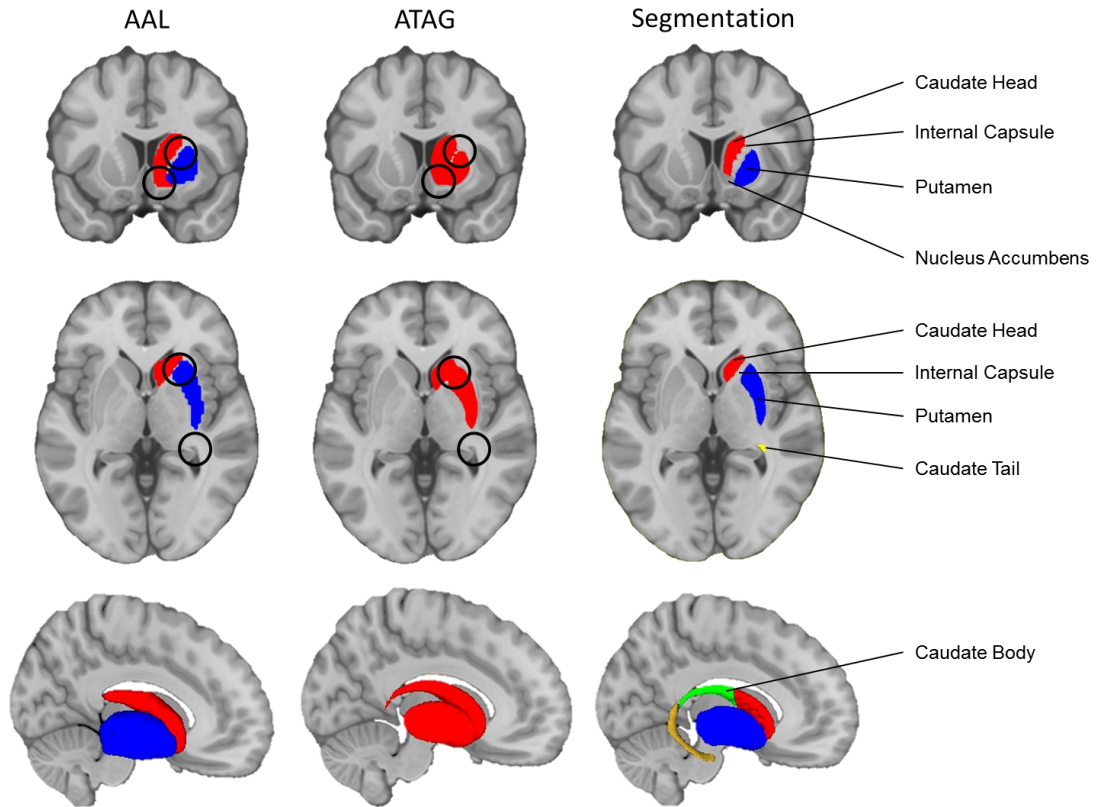 AAL
ATAG
Segmentation
Caudate Head
Internal Capsule
Putamen
Nucleus Accumbens
Caudate Head
Internal Capsule
Putamen
Caudate Tail
Caudate Body